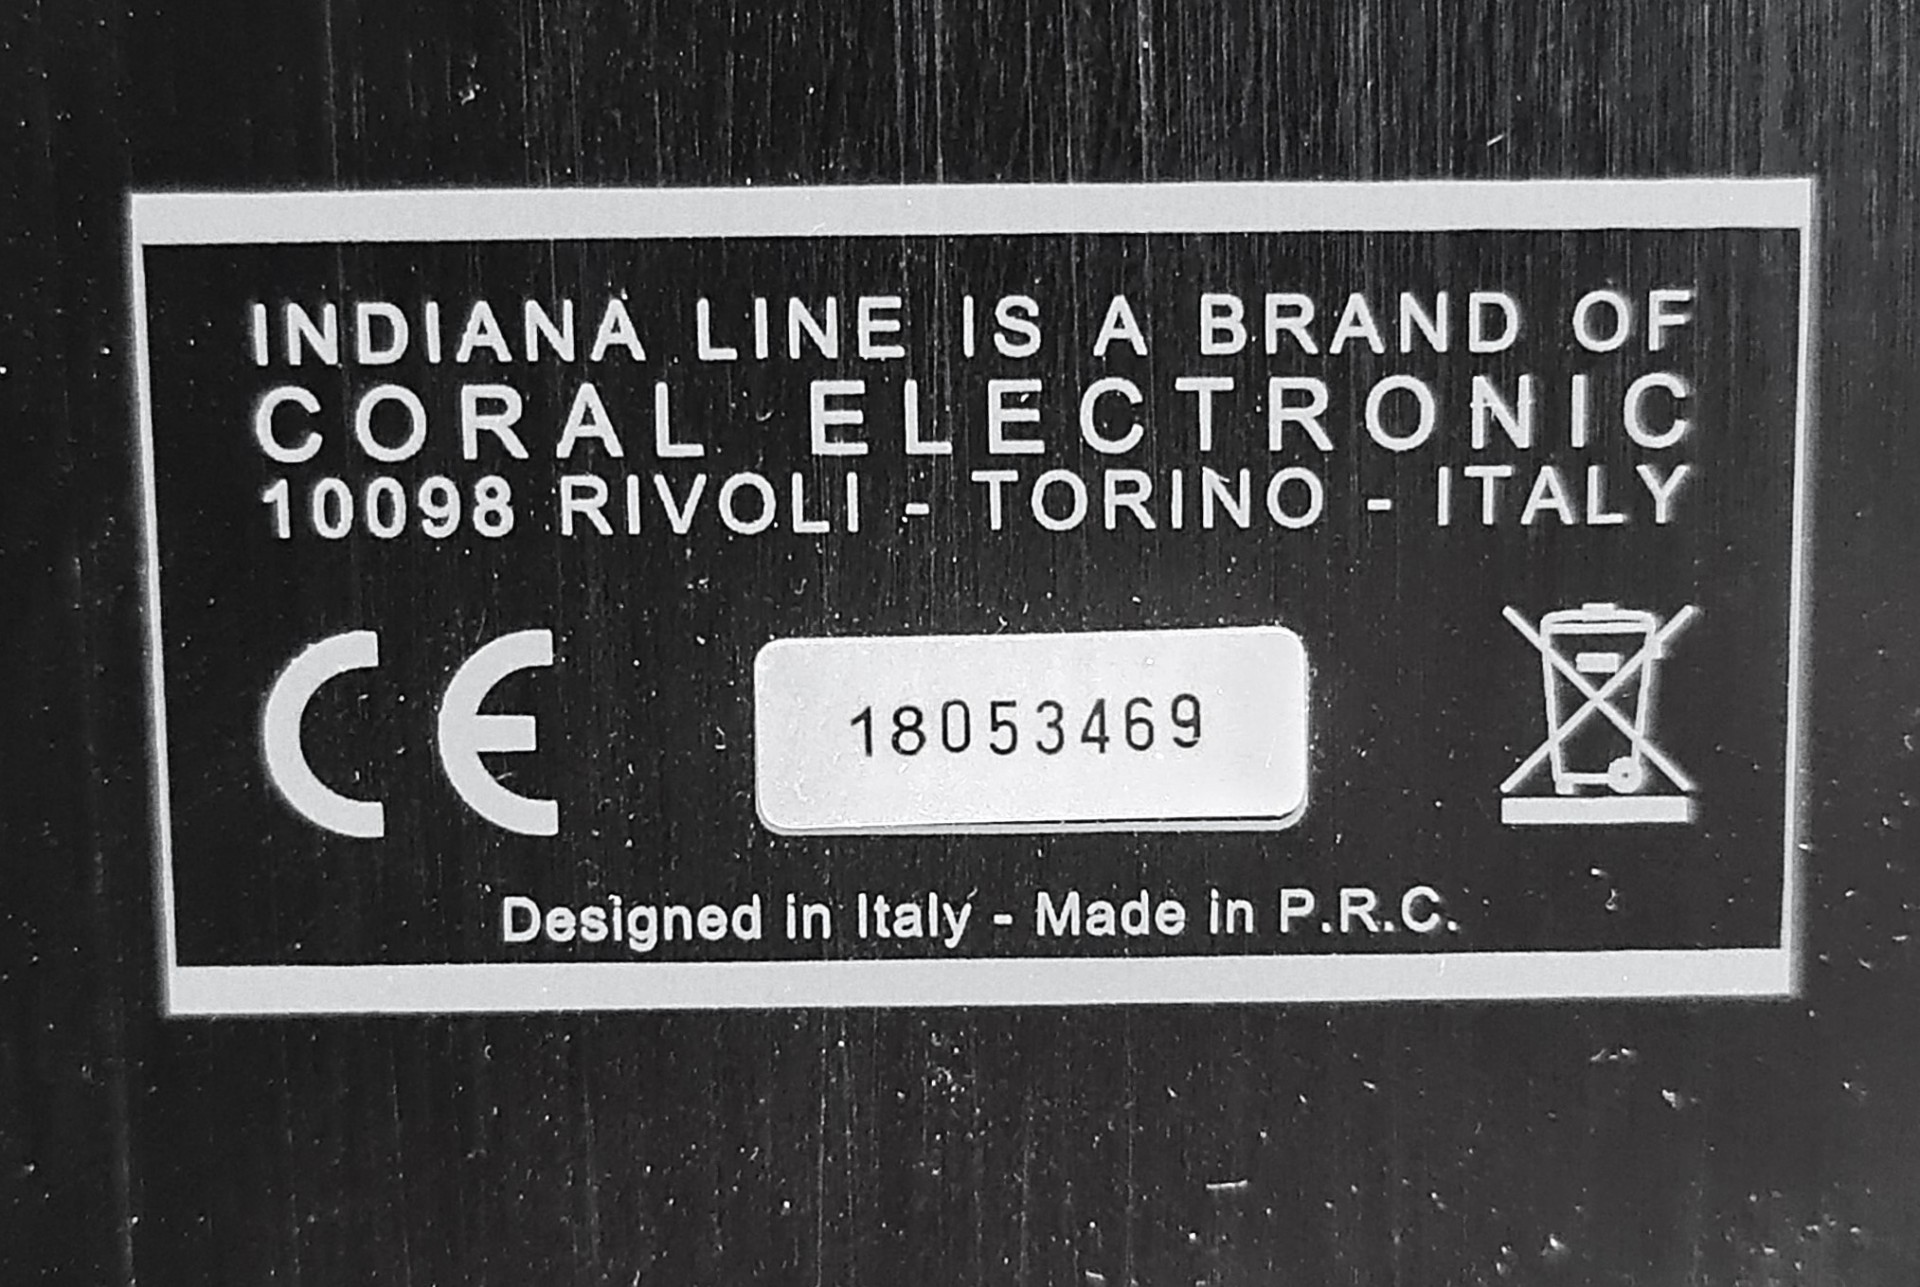 INDIANA LINE IS A BRAND OF
CORAL ELECTRONIC
10098 RIVOLI - TORINO - ITALY
CE
18053469
Designed in Italy - Made in P.R.C.